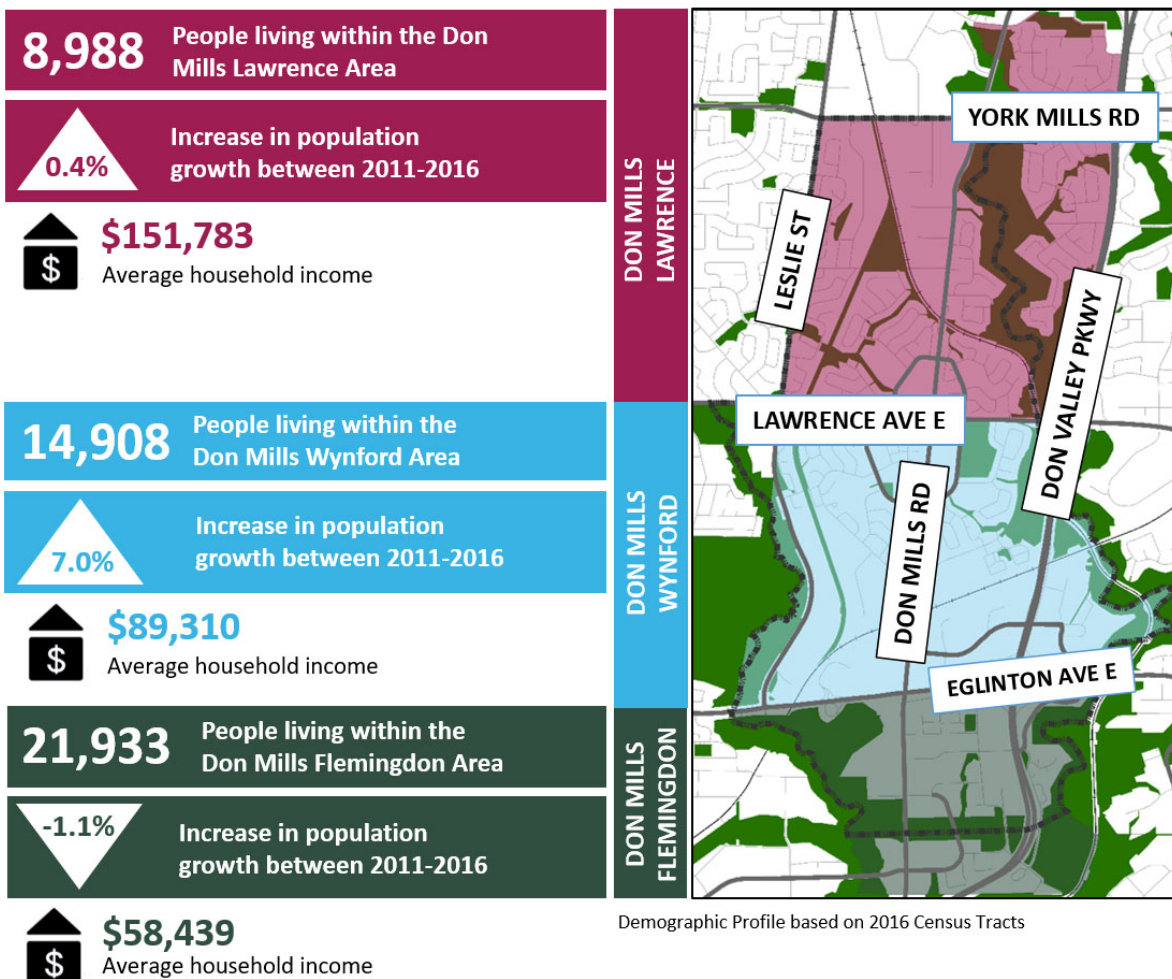 8,988
People living within the Don
Mills Lawrence Area
0.4%
Increase in population
growth between 2011-2016
$
$151,783
Average household income
14,908
People living within the
Don Mills Wynford Area
7.0%
Increase in population
growth between 2011-2016
$
$89,310
Average household income
21,933
People living within the
Don Mills Flemingdon Area
-1.1%
Increase in population
growth between 2011-2016
$
$58,439
Average household income
DON MILLS
LAWRENCE
DON MILLS
WYNFORD
DON MILLS
FLEMINGDON
YORK MILLS RD
LESLIE ST
DON VALLEY PKWY
LAWRENCE AVE E
DON MILLS RD
EGLINTON AVE E
Demographic Profile based on 2016 Census Tracts